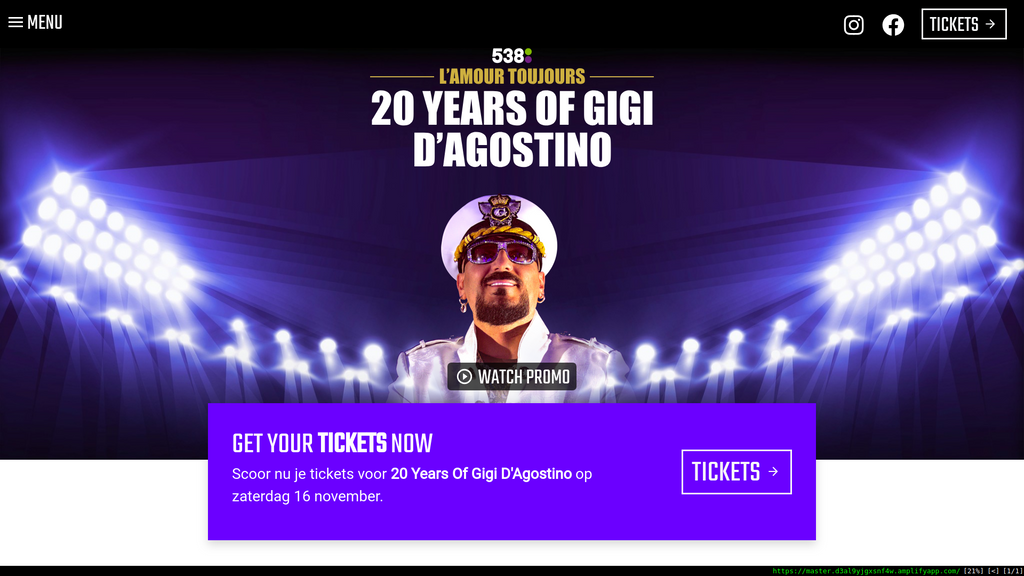 MENU
TICKETS
538
L'AMOUR TOUJOURS
20 YEARS OF GIGI
D'AGOSTINO
WATCH PROMO
GET YOUR TICKETS NOW
Scoor nu je tickets voor 20 Years Of Gigi D'Agostino op
zaterdag 16 november.
TICKETS
https://master.d3al9yjgxsnf4w.amplifyapp.com/ [21%] [<] [1/1]